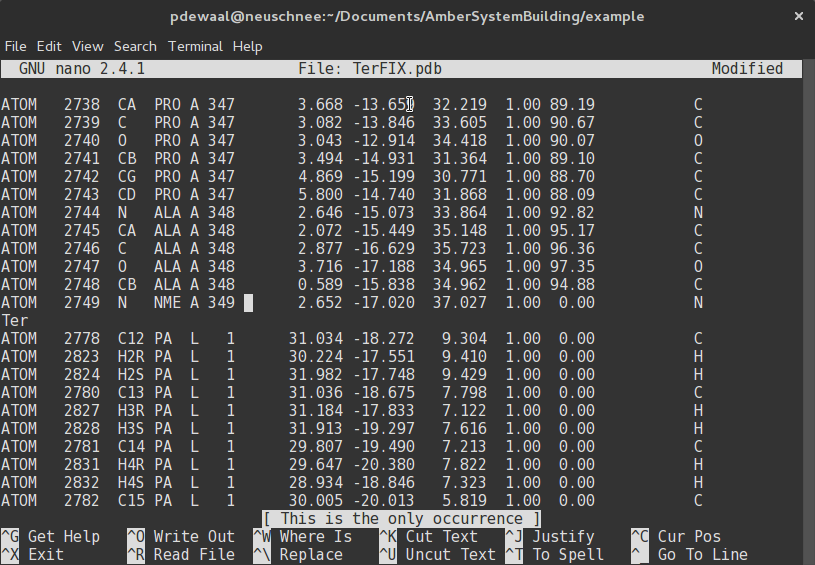 pdewaal@neuschnee:~/Documents/AmberSystemBuilding/example ×
File Edit View Search Terminal Help
GNU nano 2.4.1 File: TerFIX.pdb Modified
ATOM 2738 CA PRO A 347 3.668 -13.659 32.219 1.00 89.19 C
ATOM 2739 C PRO A 347 3.082 -13.846 33.605 1.00 90.67 C
ATOM 2740 O PRO A 347 3.043 -12.914 34.418 1.00 90.07 O
ATOM 2741 CB PRO A 347 3.494 -14.931 31.364 1.00 89.10 C
ATOM 2742 CG PRO A 347 4.869 -15.199 30.771 1.00 88.70 C
ATOM 2743 CD PRO A 347 5.800 -14.740 31.868 1.00 88.09 C
ATOM 2744 N ALA A 348 2.646 -15.073 33.864 1.00 92.82 N
ATOM 2745 CA ALA A 348 2.072 -15.449 35.148 1.00 95.17 C
ATOM 2746 C ALA A 348 2.877 -16.629 35.723 1.00 96.36 C
ATOM 2747 O ALA A 348 3.716 -17.188 34.965 1.00 97.35 O
ATOM 2748 CB ALA A 348 0.589 -15.838 34.962 1.00 94.88 C
ATOM 2749 N NME A 349 2.652 -17.020 37.027 1.00 0.00 N
Ter
ATOM 2778 C12 PA L 1 31.034 -18.272 9.304 1.00 0.00 C
ATOM 2823 H2R PA L 1 30.224 -17.551 9.410 1.00 0.00 H
ATOM 2824 H2S PA L 1 31.982 -17.748 9.429 1.00 0.00 H
ATOM 2780 C13 PA L 1 31.036 -18.675 7.798 1.00 0.00 C
ATOM 2827 H3R PA L 1 31.184 -17.833 7.122 1.00 0.00 H
ATOM 2828 H3S PA L 1 31.913 -19.297 7.616 1.00 0.00 H
ATOM 2781 C14 PA L 1 29.807 -19.490 7.213 1.00 0.00 C
ATOM 2831 H4R PA L 1 29.647 -20.380 7.822 1.00 0.00 H
ATOM 2832 H4S PA L 1 28.934 -18.846 7.323 1.00 0.00 H
ATOM 2782 C15 PA L 1 30.005 -20.013 5.819 1.00 0.00 C
[ This is the only occurrence ]
^G Get Help ^O Write Out ^W Where Is ^K Cut Text ^J Justify ^C Cur Pos
^X Exit ^R Read File ^\ Replace ^U Uncut Text ^T To Spell ^_ Go To Line